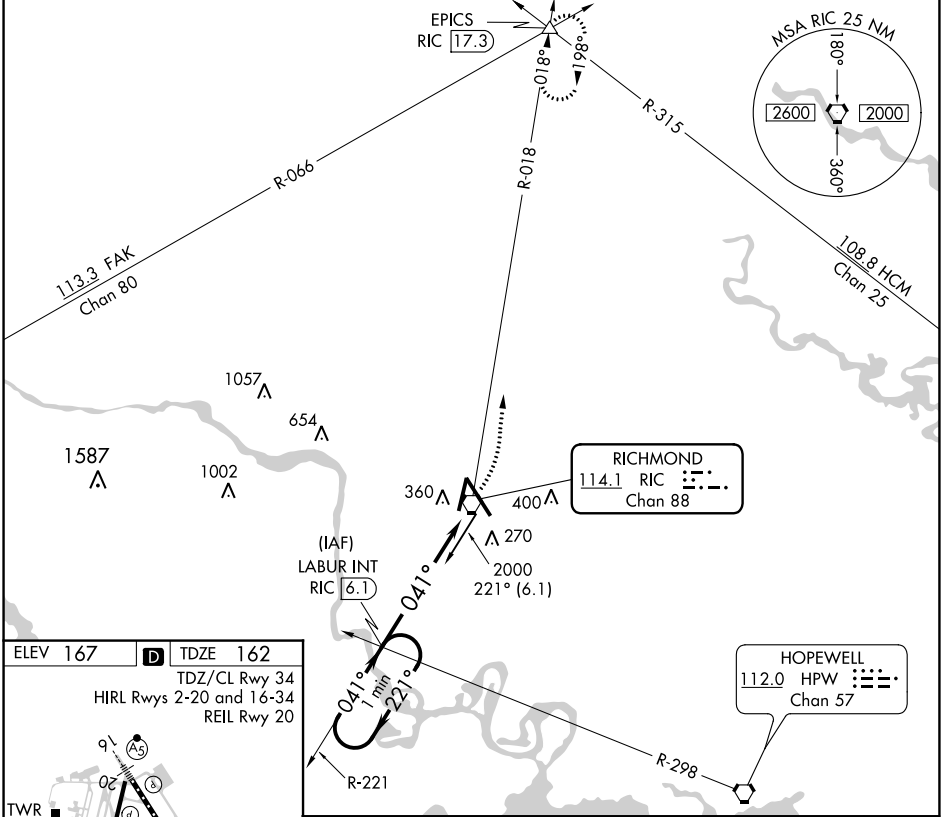 EPICS
RIC 17.3
018°
198°
MSA RIC 25 NM
180°
2600
2000
360°
R-066
R-315
R-018
113.3 FAK
Chan 80
108.8 HCM
Chan 25
1057
654
1587
1002
360
400
270
RICHMOND
114.1 RIC
Chan 88
(IAF)
LABUR INT
RIC 6.1
041°
2000
221° (6.1)
041°
1 min
221°
R-221
R-298
HOPEWELL
112.0 HPW
Chan 57
ELEV 167 D TDZE 162
TDZ/CL Rwy 34
HIRL Rwys 2-20 and 16-34
REIL Rwy 20
16
A5
20
P
P
TWR